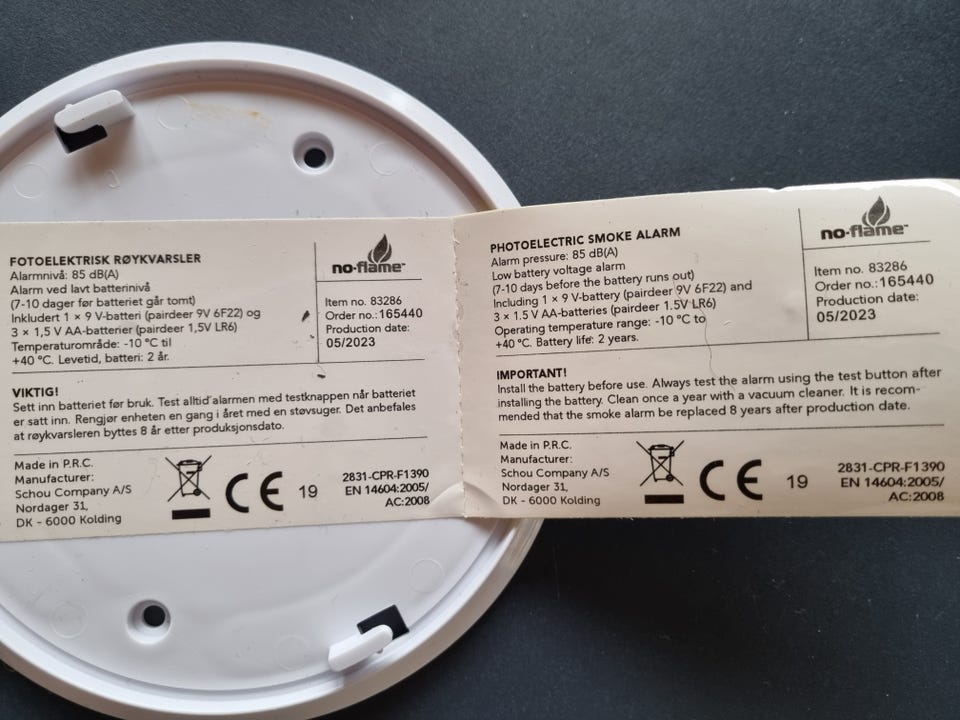 FOTOELEKTRISK RØYKVARSLER
Alarmnivå: 85 dB(A)
Alarm ved lavt batterinivå
(7-10 dager før batteriet går tomt)
Inkludert 1 × 9 V-batteri (pairdeer 9V 6F22) og
3 × 1,5 V AA-batterier (pairdeer 1,5V LR6)
Temperaturområde: -10 °C til
+40 °C. Levetid, batteri: 2 år.
no-flame™
Item no. 83286
Order no.:165440
Production date:
05/2023
VIKTIG!
Sett inn batteriet før bruk. Test alltid alarmen med testknappen når batteriet
er satt inn. Rengjør enheten en gang i året med en støvsuger. Det anbefales
at røykvarsleren byttes 8 år etter produksjonsdato.
Made in P.R.C.
Manufacturer:
Schou Company A/S
Nordager 31,
DK - 6000 Kolding
CE
19
2831-CPR-F1390
EN 14604:2005/
AC:2008
PHOTOELECTRIC SMOKE ALARM
Alarm pressure: 85 dB(A)
Low battery voltage alarm
(7-10 days before the battery runs out)
Including 1 × 9 V-battery (pairdeer 9V 6F22) and
3 × 1.5 V AA-batteries (pairdeer 1.5V LR6)
Operating temperature range: -10 °C to
+40 °C. Battery life: 2 years.
no-flame™
Item no. 83286
Order no.:165440
Production date:
05/2023
IMPORTANT!
Install the battery before use. Always test the alarm using the test button after
installing the battery. Clean once a year with a vacuum cleaner. It is recom-
mended that the smoke alarm be replaced 8 years after production date.
Made in P.R.C.
Manufacturer:
Schou Company A/S
Nordager 31,
DK - 6000 Kolding
CE
19
2831-CPR-F1390
EN 14604:2005/
AC:2008